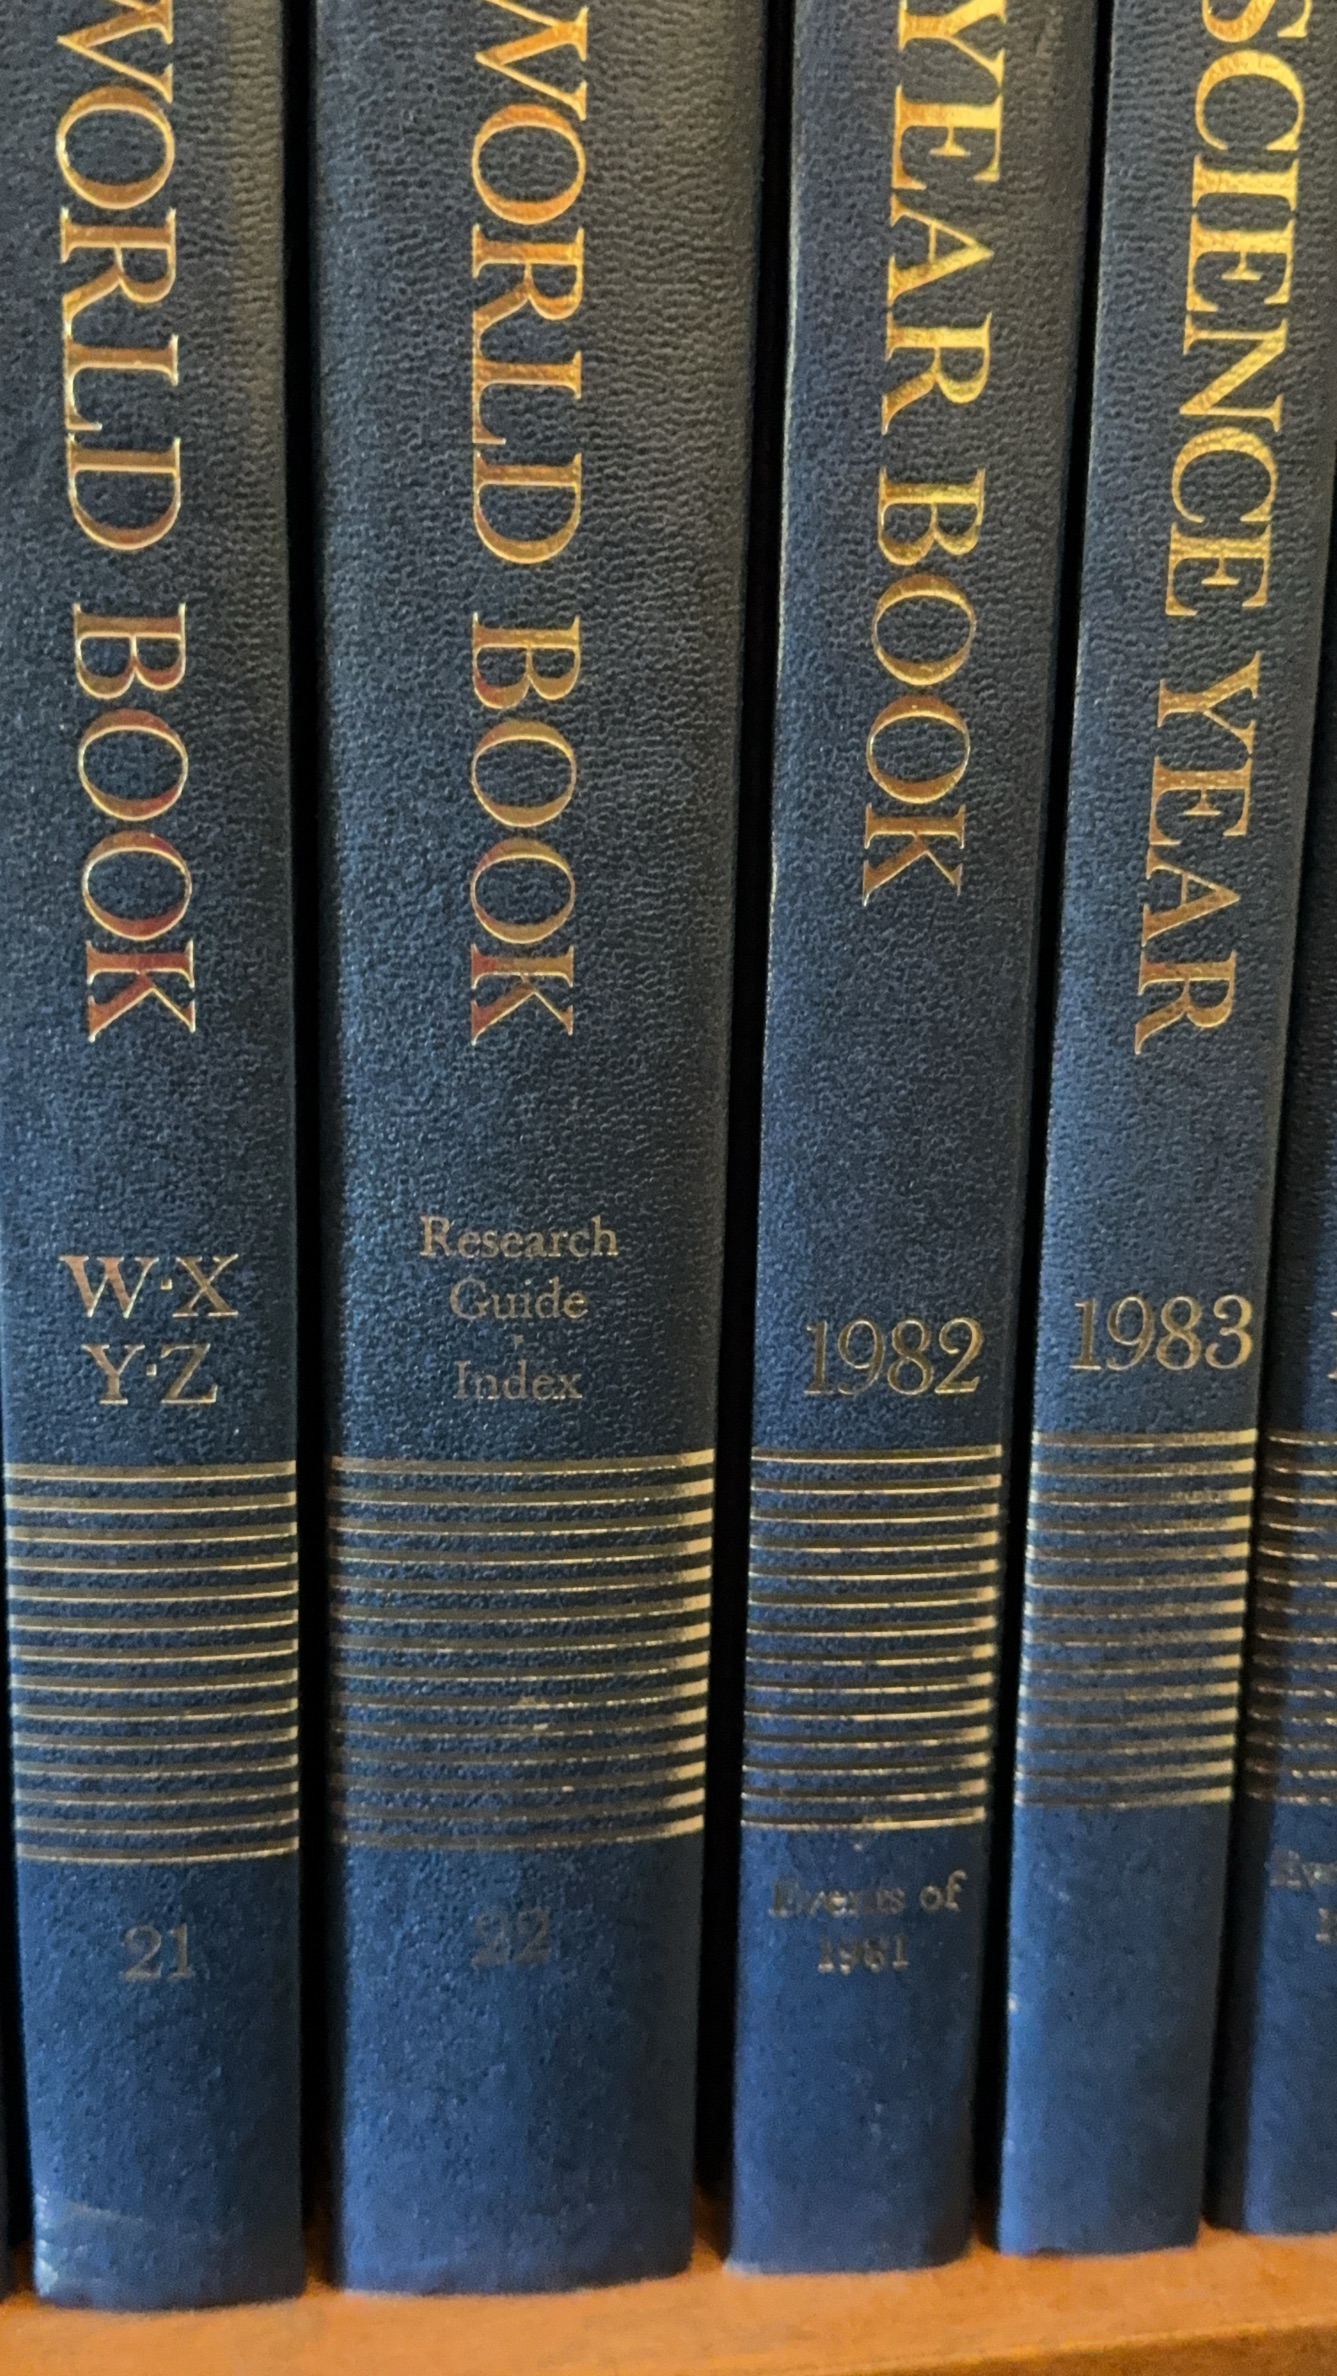 WORLD BOOK
W·X
Y·Z
21
WORLD BOOK
Research
Guide
·
Index
22
YEAR BOOK
1982
Events of
1981
SCIENCE YEAR
1983